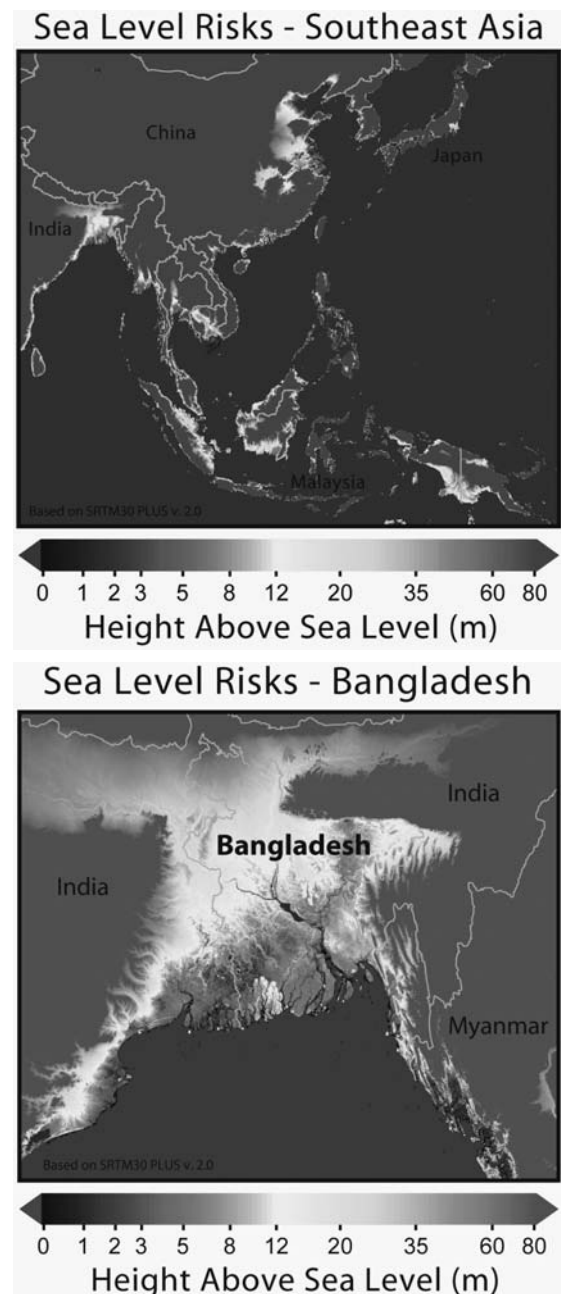 Sea Level Risks - Southeast Asia
China
Japan
India
Malaysia
Based on SRTM30 PLUS v. 2.0
0 1 2 3 5 8 12 20 35 60 80
Height Above Sea Level (m)
Sea Level Risks - Bangladesh
India
Bangladesh
India
Myanmar
Based on SRTM30 PLUS v. 2.0
0 1 2 3 5 8 12 20 35 60 80
Height Above Sea Level (m)